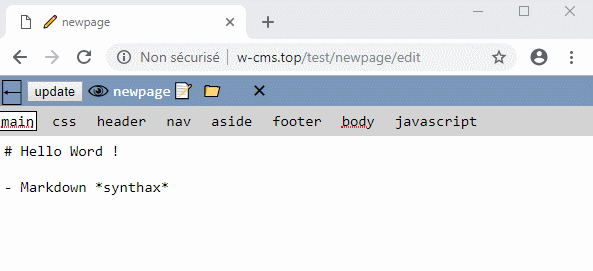 newpage
Non sécurisé | w-cms.top/test/newpage/edit
update newpage
main css header nav aside footer body javascript
# Hello Word !
- Markdown *synthax*